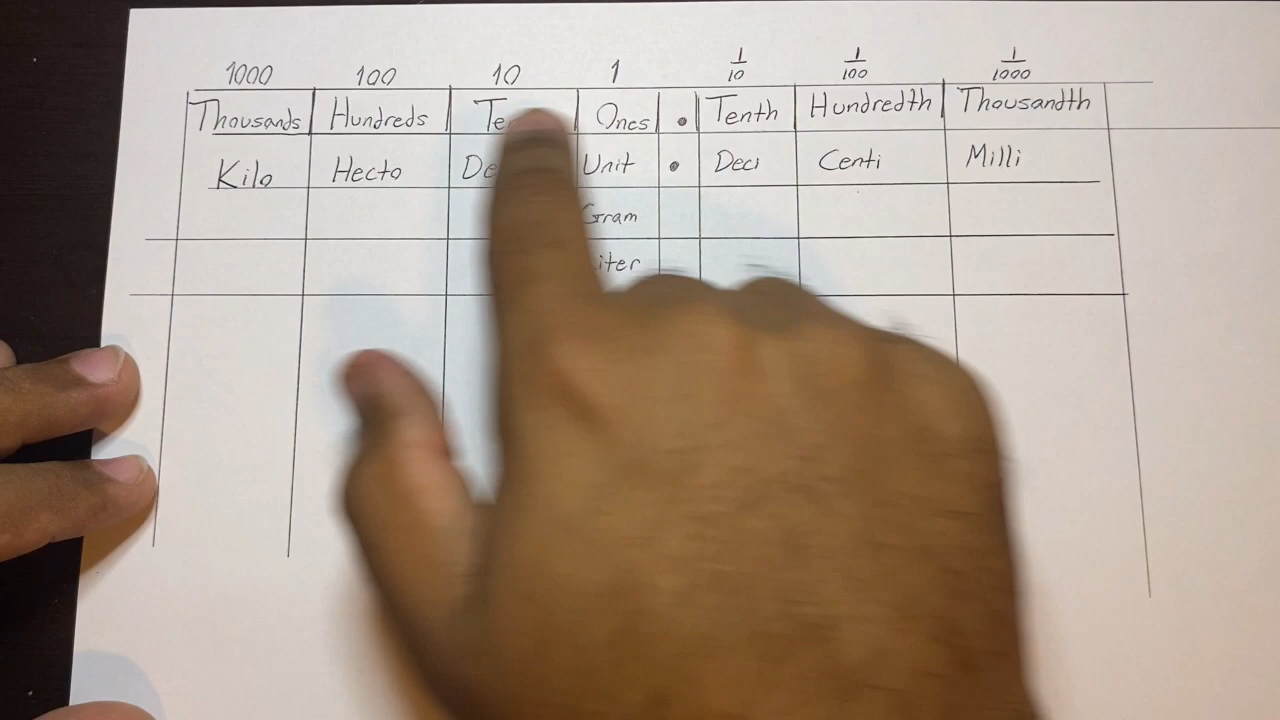 1000 100 10 1 1/10 1/100 1/1000
Thousands Hundreds Ones . Tenth Hundredth Thousandth
Kilo Hecto Unit . Deci Centi Milli
Gram